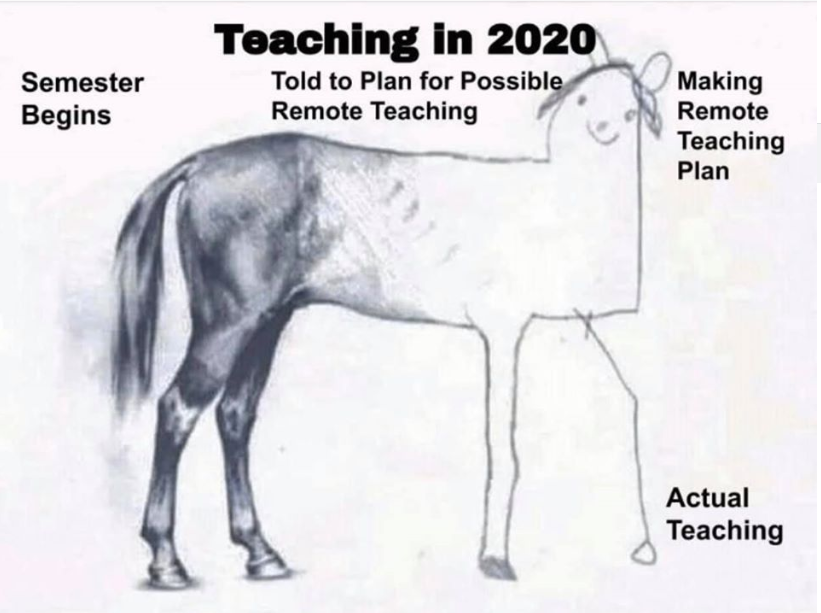 Teaching in 2020
Semester
Begins
Told to Plan for Possible
Remote Teaching
Making
Remote
Teaching
Plan
Actual
Teaching